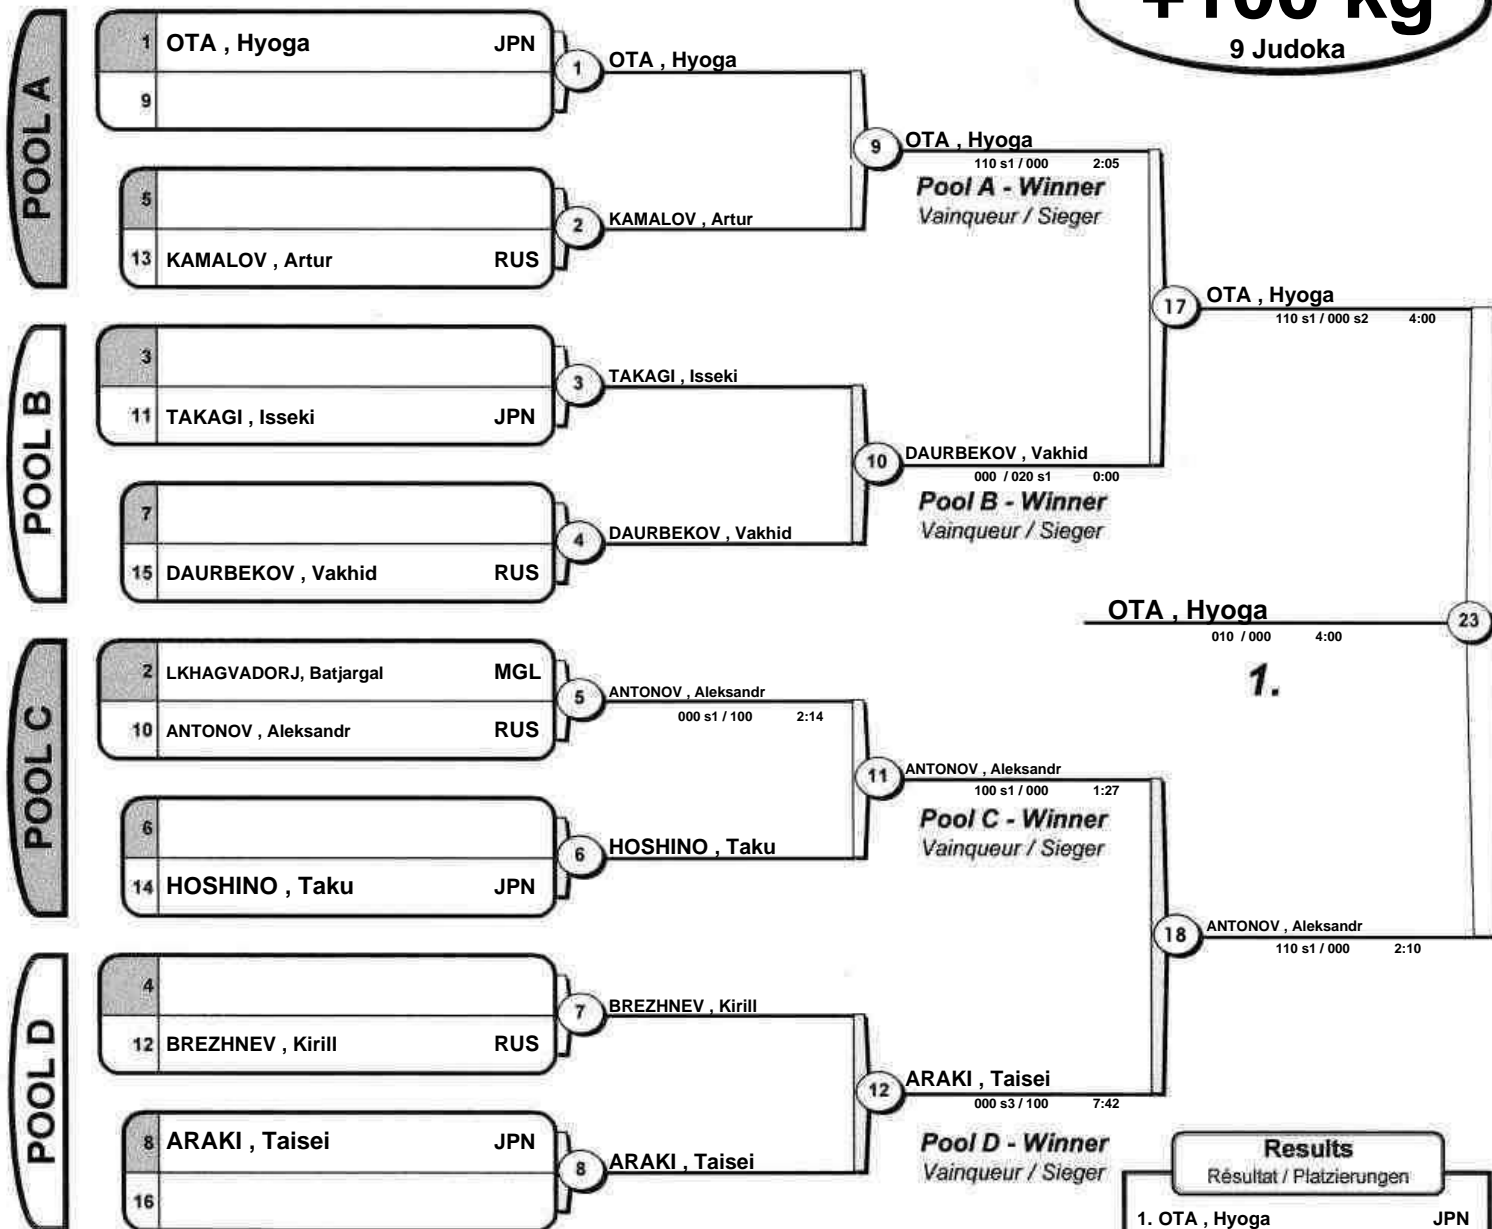 +100 kg
9 Judoka
POOL A
1 OTA , Hyoga JPN
9
1 OTA , Hyoga
5
13 KAMALOV , Artur RUS
2 KAMALOV , Artur
9 OTA , Hyoga
110 s1 / 000 2:05
Pool A - Winner
Vainqueur / Sieger
POOL B
3
11 TAKAGI , Isseki JPN
3 TAKAGI , Isseki
7
15 DAURBEKOV , Vakhid RUS
4 DAURBEKOV , Vakhid
10 DAURBEKOV , Vakhid
000 / 020 s1 0:00
Pool B - Winner
Vainqueur / Sieger
17 OTA , Hyoga
110 s1 / 000 s2 4:00
OTA , Hyoga 23
010 / 000 4:00
1.
POOL C
2 LKHAGVADORJ, Batjargal MGL
10 ANTONOV , Aleksandr RUS
5 ANTONOV , Aleksandr
000 s1 / 100 2:14
6
14 HOSHINO , Taku JPN
6 HOSHINO , Taku
11 ANTONOV , Aleksandr
100 s1 / 000 1:27
Pool C - Winner
Vainqueur / Sieger
POOL D
4
12 BREZHNEV , Kirill RUS
7 BREZHNEV , Kirill
8 ARAKI , Taisei JPN
16
8 ARAKI , Taisei
12 ARAKI , Taisei
000 s3 / 100 7:42
Pool D - Winner
Vainqueur / Sieger
18 ANTONOV , Aleksandr
110 s1 / 000 2:10
Results
Résultat / Platzierungen
1. OTA , Hyoga JPN